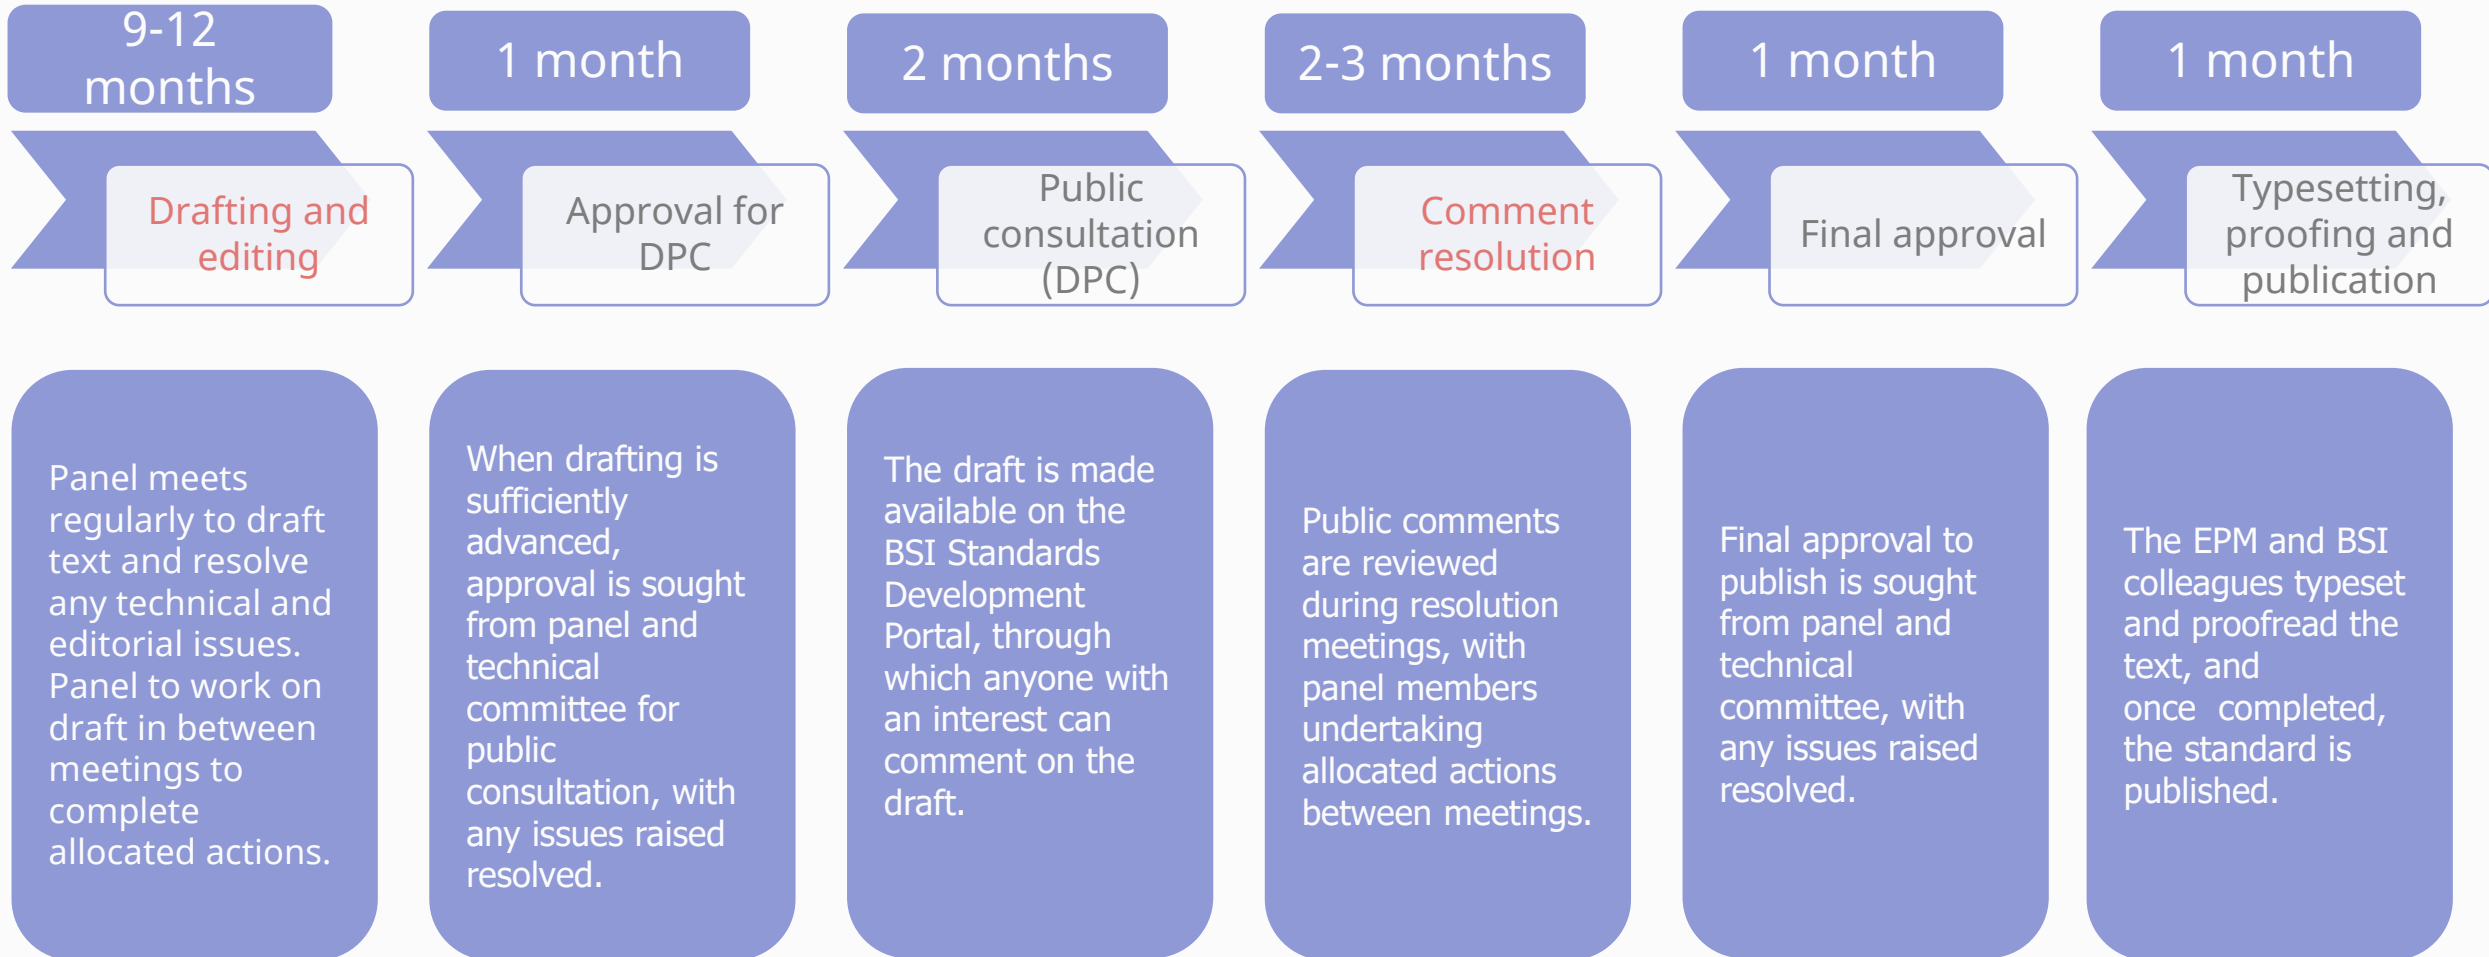 9-12
months
1 month
2 months
2-3 months
1 month
1 month
Drafting and
editing
Approval for
DPC
Public
consultation
(DPC)
Comment
resolution
Final approval
Typesetting,
proofing and
publication
Panel meets
regularly to draft
text and resolve
any technical and
editorial issues.
Panel to work on
draft in between
meetings to
complete
allocated actions.
When drafting is
sufficiently
advanced,
approval is sought
from panel and
technical
committee for
public
consultation, with
any issues raised
resolved.
The draft is made
available on the
BSI Standards
Development
Portal, through
which anyone with
an interest can
comment on the
draft.
Public comments
are reviewed
during resolution
meetings, with
panel members
undertaking
allocated actions
between meetings.
Final approval to
publish is sought
from panel and
technical
committee, with
any issues raised
resolved.
The EPM and BSI
colleagues typeset
and proofread the
text, and
once  completed,
the standard is
published.